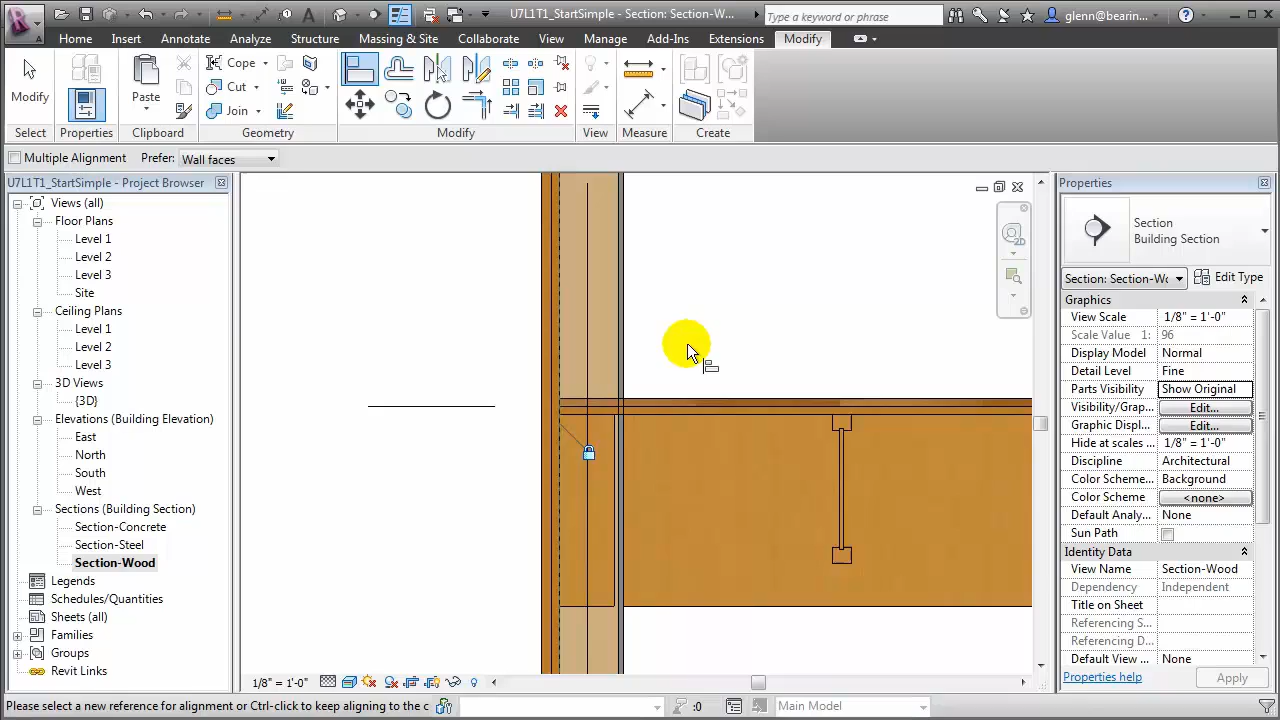 U7L1T1_StartSimple - Section: Section-W...
Type a keyword or phrase
glenn@bearin...
Home Insert Annotate Analyze Structure Massing & Site Collaborate View Manage Add-Ins Extensions Modify
Modify
Paste
Cope
Cut
Join
Select Properties Clipboard Geometry Modify View Measure Create
Multiple Alignment Prefer: Wall faces
U7L1T1_StartSimple - Project Browser
Views (all)
Floor Plans
Level 1
Level 2
Level 3
Site
Ceiling Plans
Level 1
Level 2
Level 3
3D Views
{3D}
Elevations (Building Elevation)
East
North
South
West
Sections (Building Section)
Section-Concrete
Section-Steel
Section-Wood
Legends
Schedules/Quantities
Sheets (all)
Families
Groups
Revit Links
2D
1/8" = 1'-0"
Properties
Section
Building Section
Section: Section-Wo
Edit Type
Graphics
View Scale 1/8" = 1'-0"
Scale Value 1: 96
Display Model Normal
Detail Level Fine
Parts Visibility Show Original
Visibility/Grap... Edit...
Graphic Displ... Edit...
Hide at scales ... 1/8" = 1'-0"
Discipline Architectural
Color Scheme... Background
Color Scheme <none>
Default Analy... None
Sun Path
Identity Data
View Name Section-Wood
Dependency Independent
Title on Sheet
Referencing S...
Referencing D...
Default View ... None
Properties help
Apply
Please select a new reference for alignment or Ctrl-click to keep aligning to the c
:0
Main Model